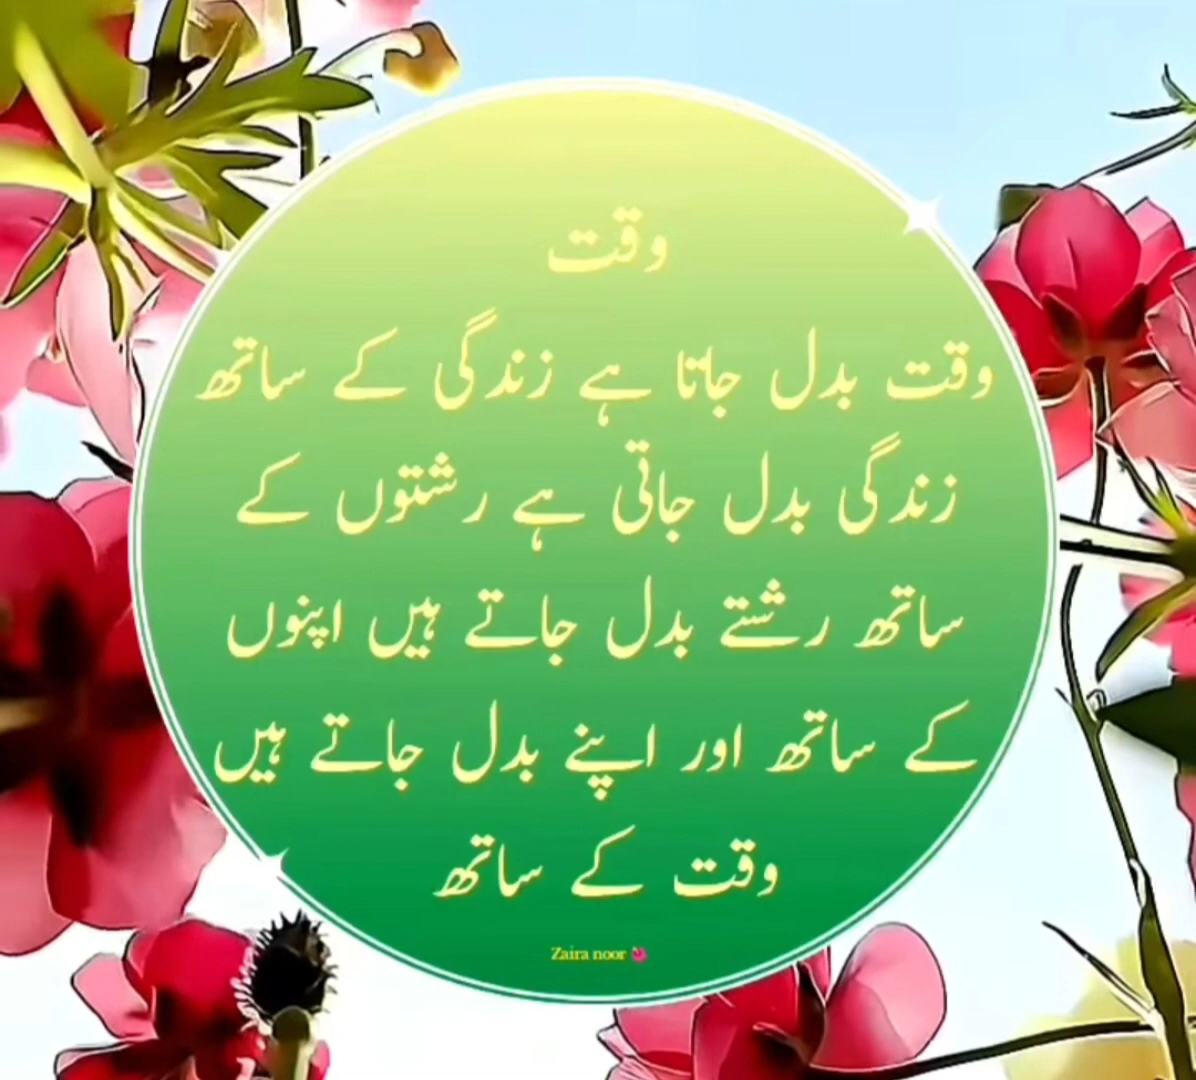 وقت
وقت بدل جاتا ہے زندگی کے ساتھ
زندگی بدل جاتی ہے رشتوں کے
ساتھ رشتے بدل جاتے ہیں اپنوں
کے ساتھ اور اپنے بدل جاتے ہیں
وقت کے ساتھ
Zaira noor 🌺